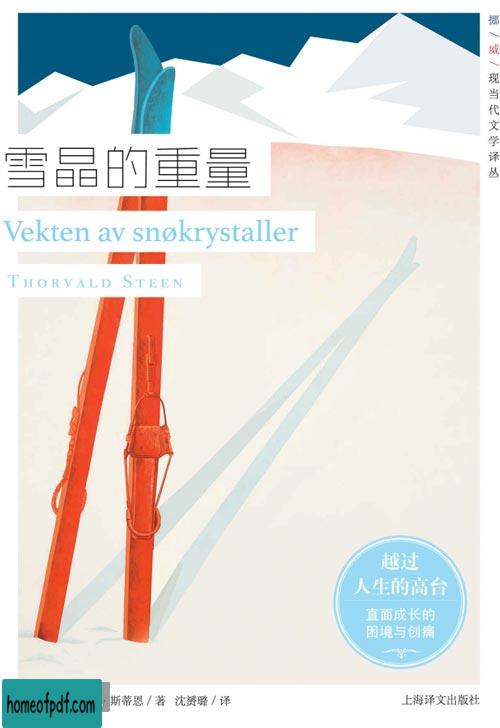 挪/威/现当代文学译丛
雪晶的重量
Vekten av snøkrystaller
THORVALD STEEN
越过
人生的高台
直面成长的
困境与创痛
斯蒂恩/著 沈赟璐/译
上海译文出版社
homeofpdf.com